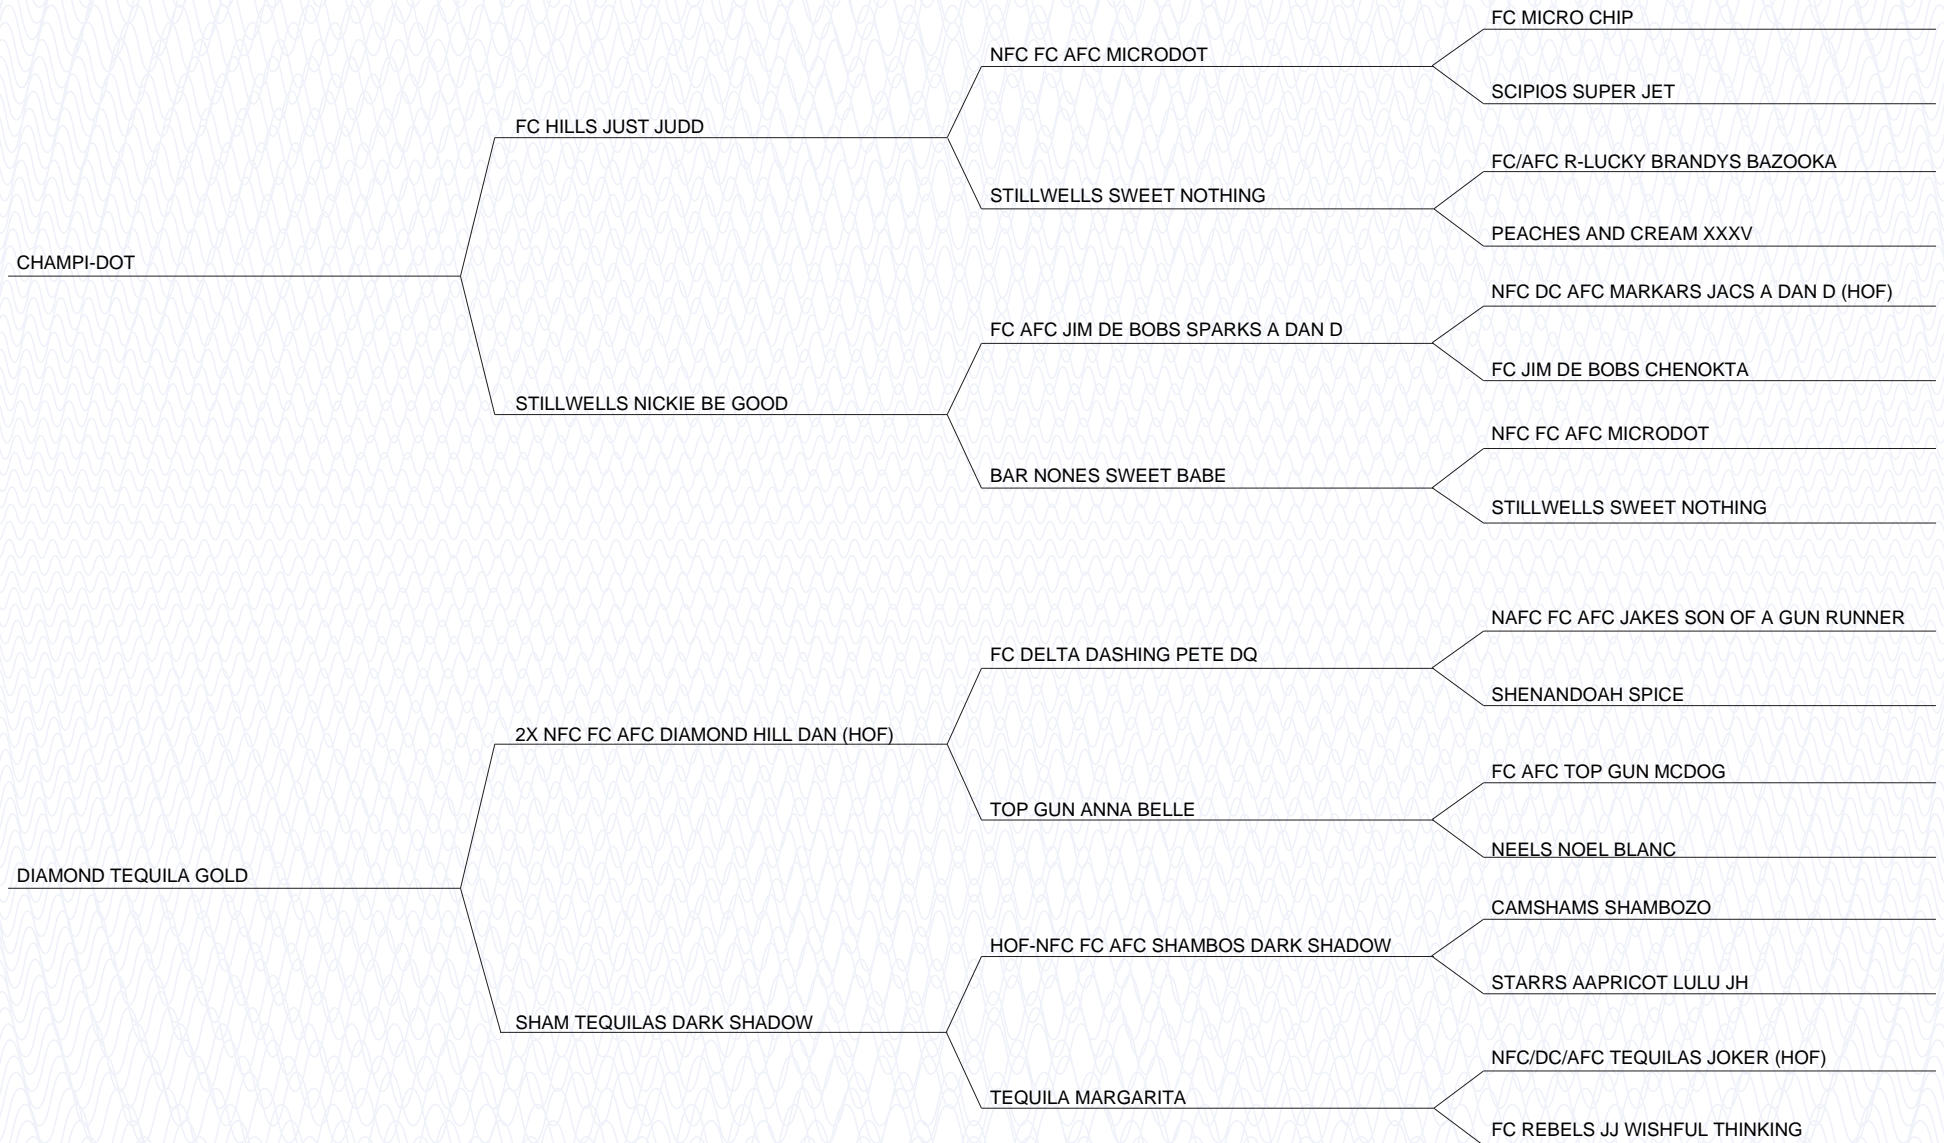 FC MICRO CHIP
NFC FC AFC MICRODOT
SCIPIOS SUPER JET
FC HILLS JUST JUDD
FC/AFC R-LUCKY BRANDYS BAZOOKA
STILLWELLS SWEET NOTHING
PEACHES AND CREAM XXXV
CHAMPI-DOT
NFC DC AFC MARKARS JACS A DAN D (HOF)
FC AFC JIM DE BOBS SPARKS A DAN D
FC JIM DE BOBS CHENOKTA
STILLWELLS NICKIE BE GOOD
NFC FC AFC MICRODOT
BAR NONES SWEET BABE
STILLWELLS SWEET NOTHING
NAFC FC AFC JAKES SON OF A GUN RUNNER
FC DELTA DASHING PETE DQ
SHENANDOAH SPICE
2X NFC FC AFC DIAMOND HILL DAN (HOF)
FC AFC TOP GUN MCDOG
TOP GUN ANNA BELLE
NEELS NOEL BLANC
DIAMOND TEQUILA GOLD
CAMSHAMS SHAMBOZO
HOF-NFC FC AFC SHAMBOS DARK SHADOW
STARRS AAPRICOT LULU JH
SHAM TEQUILAS DARK SHADOW
NFC/DC/AFC TEQUILAS JOKER (HOF)
TEQUILA MARGARITA
FC REBELS JJ WISHFUL THINKING